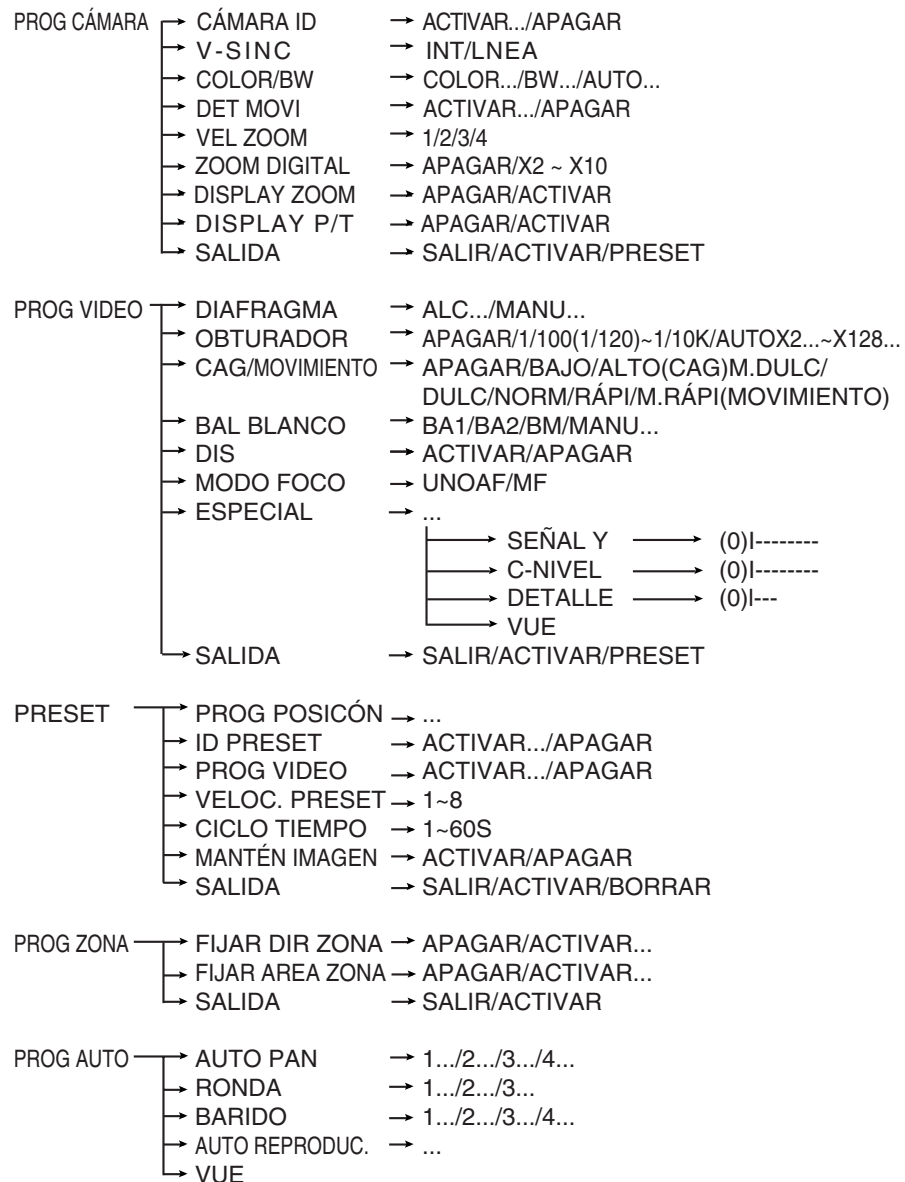 PROG CÁMARA → CÁMARA ID → ACTIVAR.../APAGAR
→ V-SINC → INT/LNEA
→ COLOR/BW → COLOR.../BW.../AUTO...
→ DET MOVI → ACTIVAR.../APAGAR
→ VEL ZOOM → 1/2/3/4
→ ZOOM DIGITAL → APAGAR/X2 ~ X10
→ DISPLAY ZOOM → APAGAR/ACTIVAR
→ DISPLAY P/T → APAGAR/ACTIVAR
→ SALIDA → SALIR/ACTIVAR/PRESET
PROG VIDEO → DIAFRAGMA → ALC.../MANU...
→ OBTURADOR → APAGAR/1/100(1/120)~1/10K/AUTOX2...~X128...
→ CAG/MOVIMIENTO → APAGAR/BAJO/ALTO(CAG)M.DULC/
DULC/NORM/RÁPI/M.RÁPI(MOVIMIENTO)
→ BAL BLANCO → BA1/BA2/BM/MANU...
→ DIS → ACTIVAR/APAGAR
→ MODO FOCO → UNOAF/MF
→ ESPECIAL → ...
→ SEÑAL Y → (0)I--------
→ C-NIVEL → (0)I--------
→ DETALLE → (0)I---
→ VUE
→ SALIDA → SALIR/ACTIVAR/PRESET
PRESET → PROG POSICÓN → ...
→ ID PRESET → ACTIVAR.../APAGAR
→ PROG VIDEO → ACTIVAR.../APAGAR
→ VELOC. PRESET → 1~8
→ CICLO TIEMPO → 1~60S
→ MANTÉN IMAGEN → ACTIVAR/APAGAR
→ SALIDA → SALIR/ACTIVAR/BORRAR
PROG ZONA → FIJAR DIR ZONA → APAGAR/ACTIVAR...
→ FIJAR AREA ZONA → APAGAR/ACTIVAR...
→ SALIDA → SALIR/ACTIVAR
PROG AUTO → AUTO PAN → 1.../2.../3.../4...
→ RONDA → 1.../2.../3...
→ BARIDO → 1.../2.../3.../4...
→ AUTO REPRODUC. → ...
→ VUE